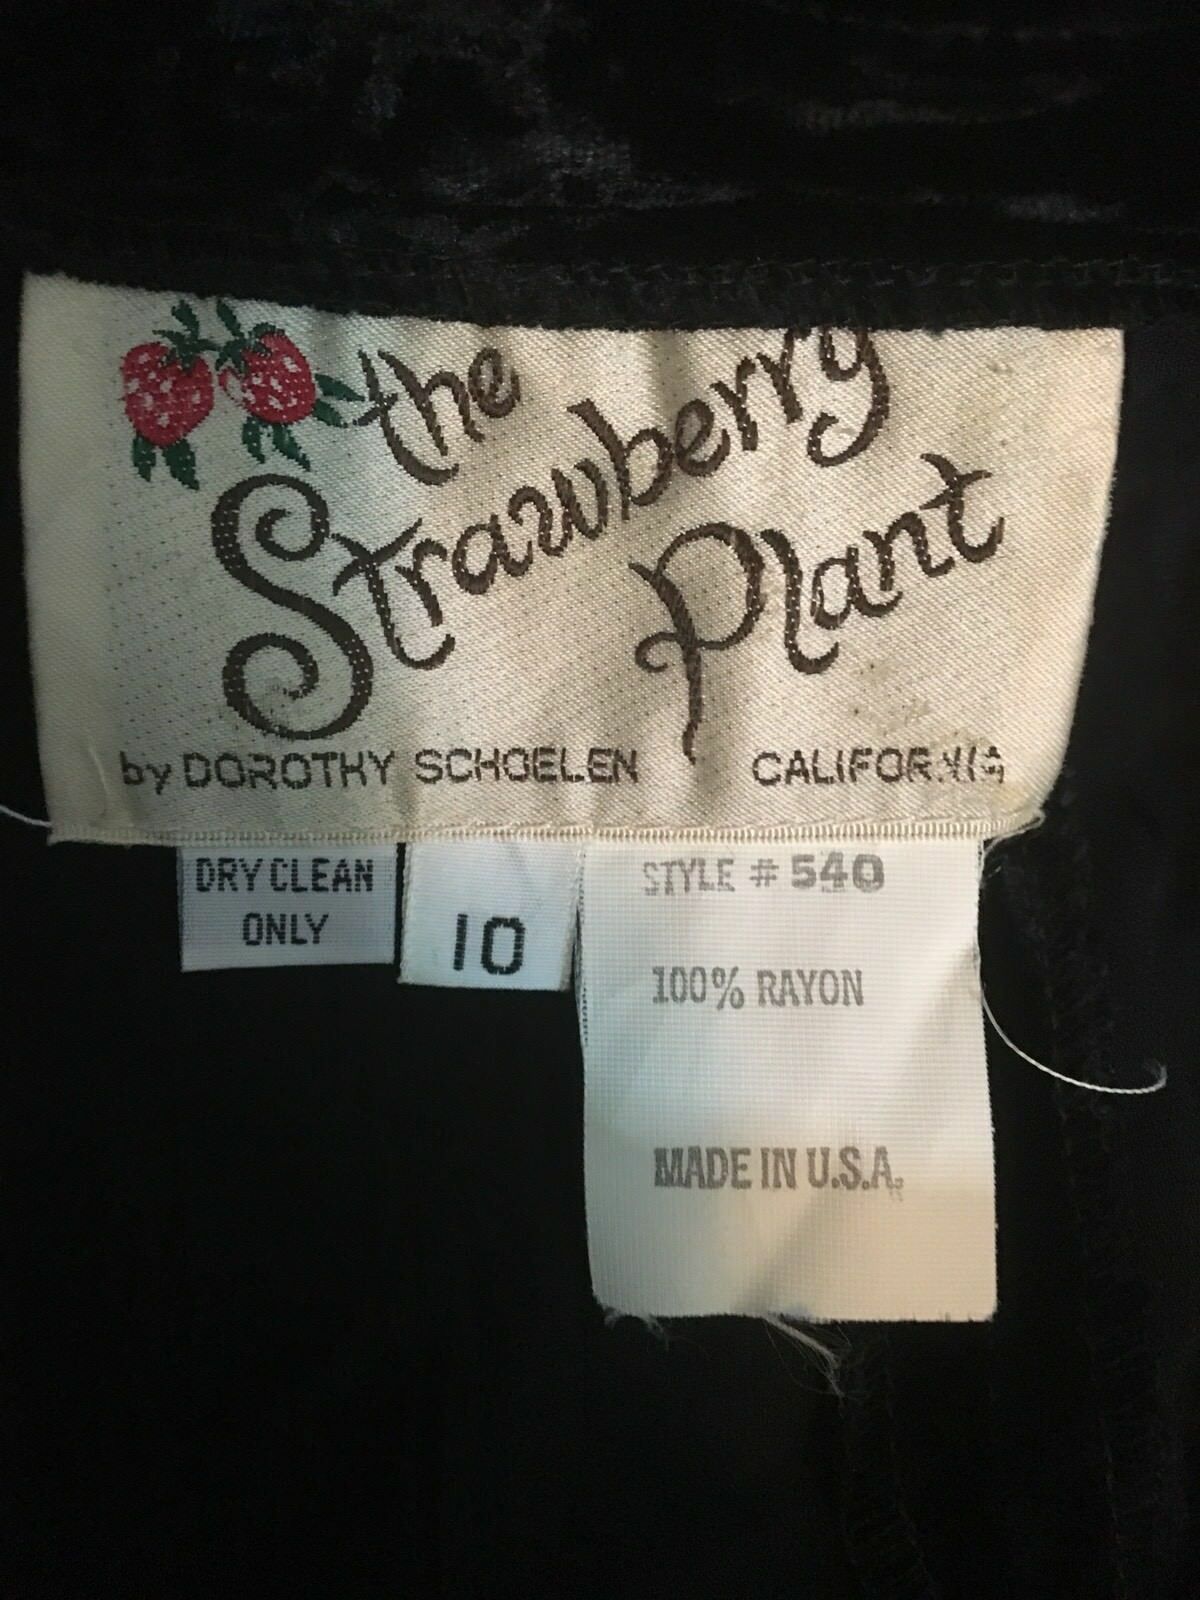 the
Strawberry
Plant
by DOROTHY SCHOELEN CALIFORNIA
DRY CLEAN
ONLY
10
STYLE # 540
100% RAYON
MADE IN U.S.A.